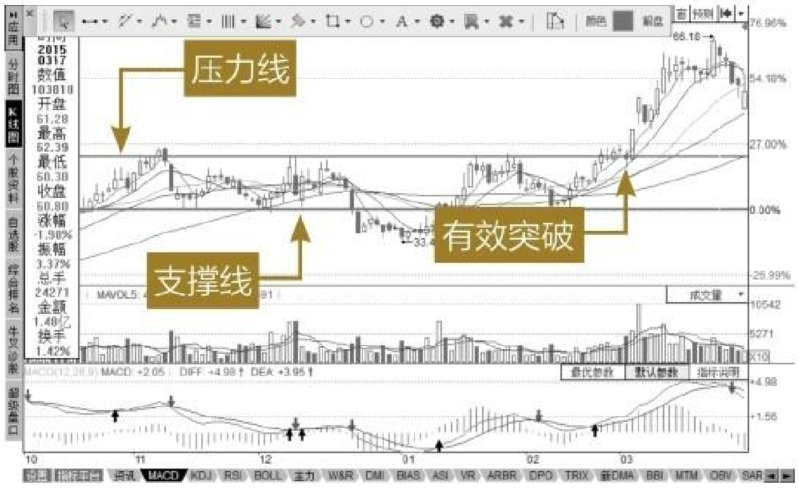 颜色
解盘
窗
预测
76.96%
66.16
54.18%
27.00%
0.00%
-25.99%
压力线
支撑线
有效突破
应用
分时图
K线图
个股资料
自选股
综合排名
牛叉诊股
超级盘口
时间
2015
0317
数值
103818
开盘
61.28
最高
62.39
最低
60.30
收盘
60.80
涨幅
-1.98%
振幅
3.37%
总手
24271
金额
1.48亿
换手
1.42%
33.4
MAVOL5:
成交量
10542
5271
X10
MACD(12,26,9) MACD: +2.05 DIFF: +4.98↑ DEA: +3.95↑
最优参数 默认参数 指标说明
+4.98
+1.56
10 11 12 01 02 03
设置 指标平台 资讯 MACD KDJ RSI BOLL 主力 W&R DMI BIAS ASI VR ARBR DPO TRIX 新DMA BBI MTM OBV SAR